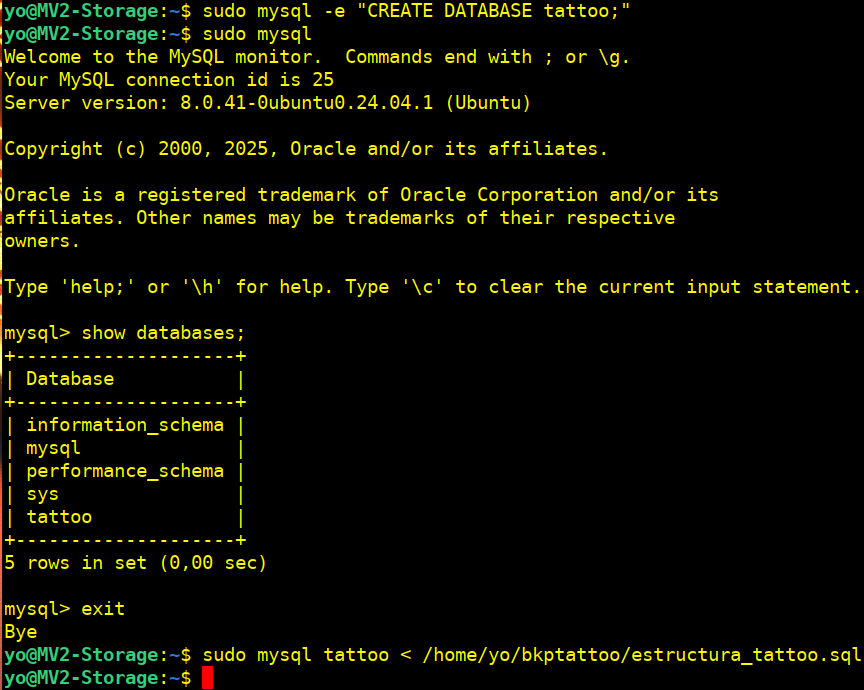 yo@MV2-Storage:~$ sudo mysql -e "CREATE DATABASE tattoo;"
yo@MV2-Storage:~$ sudo mysql
Welcome to the MySQL monitor.  Commands end with ; or \g.
Your MySQL connection id is 25
Server version: 8.0.41-0ubuntu0.24.04.1 (Ubuntu)

Copyright (c) 2000, 2025, Oracle and/or its affiliates.

Oracle is a registered trademark of Oracle Corporation and/or its
affiliates. Other names may be trademarks of their respective
owners.

Type 'help;' or '\h' for help. Type '\c' to clear the current input statement.

mysql> show databases;
+--------------------+
| Database           |
+--------------------+
| information_schema |
| mysql              |
| performance_schema |
| sys                |
| tattoo             |
+--------------------+
5 rows in set (0,00 sec)

mysql> exit
Bye
yo@MV2-Storage:~$ sudo mysql tattoo < /home/yo/bkptattoo/estructura_tattoo.sql
yo@MV2-Storage:~$